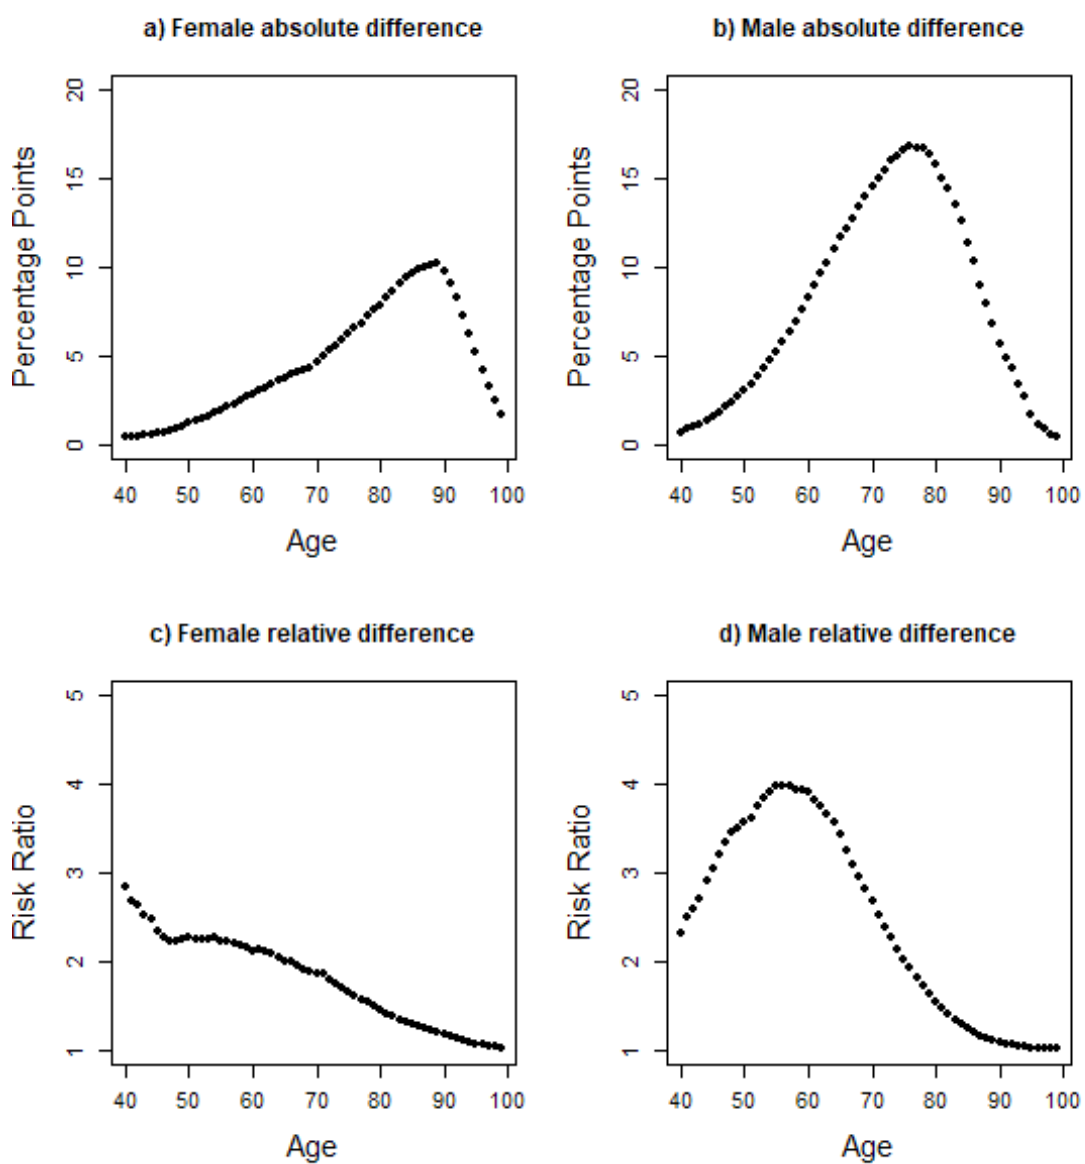 a) Female absolute difference
Percentage Points
20
15
10
5
0
40 50 60 70 80 90 100
Age
b) Male absolute difference
Percentage Points
20
15
10
5
0
40 50 60 70 80 90 100
Age
c) Female relative difference
Risk Ratio
5
4
3
2
1
40 50 60 70 80 90 100
Age
d) Male relative difference
Risk Ratio
5
4
3
2
1
40 50 60 70 80 90 100
Age